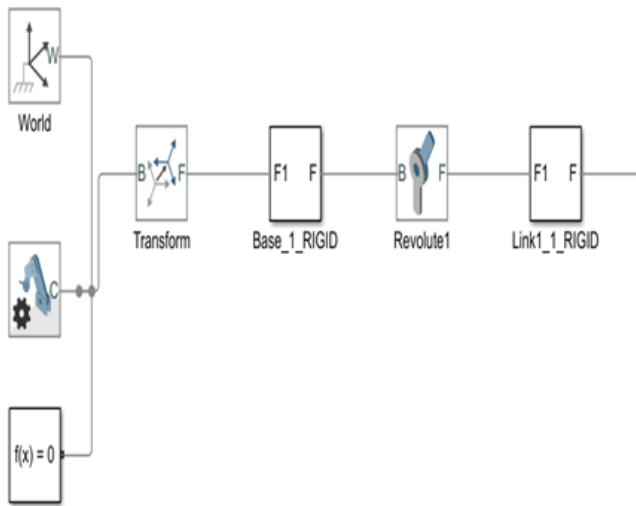 W
World
B F
Transform
F1 F
Base_1_RIGID
B F
Revolute1
F1 F
Link1_1_RIGID
C
f(x) = 0